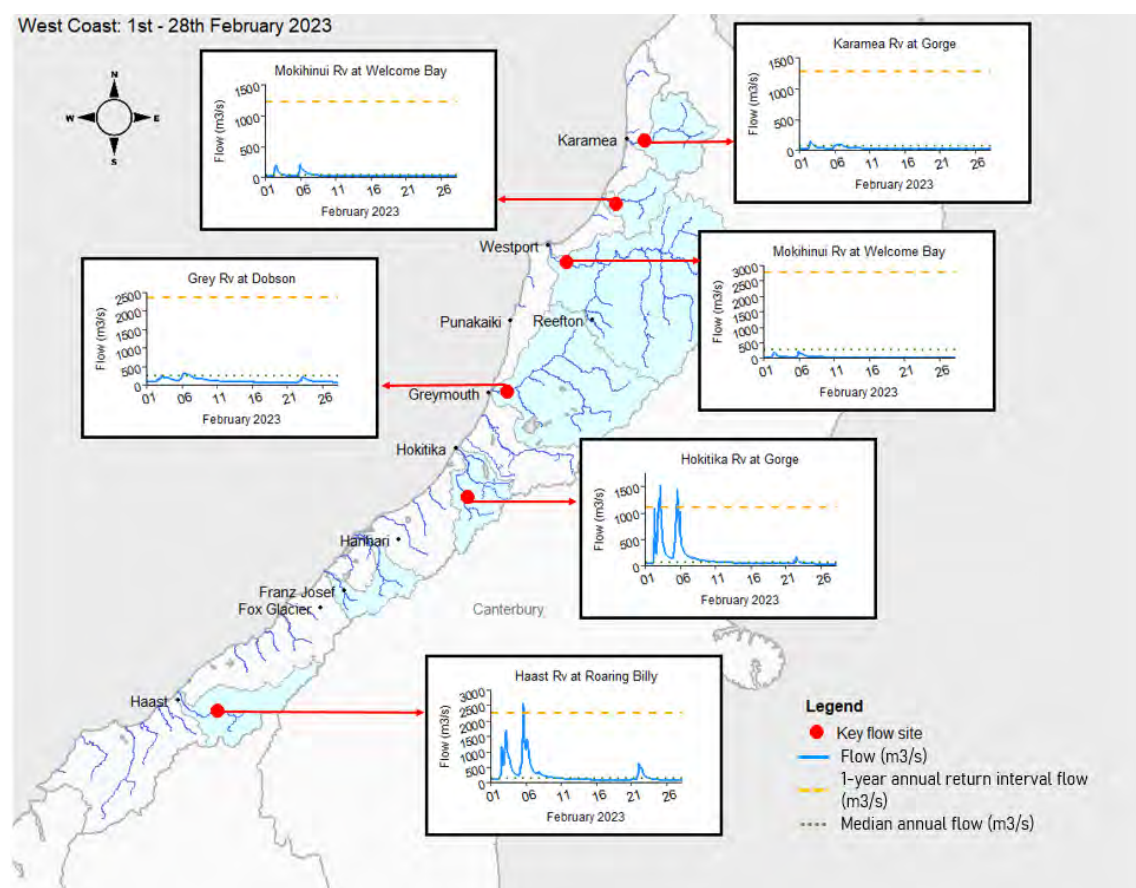 West Coast: 1st - 28th February 2023
N
W
E
S
Mokihinui Rv at Welcome Bay
Flow (m3/s)
1500
1000
500
0
01 06 11 16 21 26
February 2023
Karamea Rv at Gorge
Flow (m3/s)
1500
1000
500
0
01 06 11 16 21 26
February 2023
Karamea
Westport
Mokihinui Rv at Welcome Bay
Flow (m3/s)
3000
2500
2000
1500
1000
500
0
01 06 11 16 21 26
February 2023
Grey Rv at Dobson
Flow (m3/s)
2500
2000
1500
1000
500
0
01 06 11 16 21 26
February 2023
Punakaiki
Reefton
Greymouth
Hokitika
Hokitika Rv at Gorge
Flow (m3/s)
1500
1000
500
0
01 06 11 16 21 26
February 2023
Harihari
Franz Josef
Fox Glacier
Canterbury
Haast
Haast Rv at Roaring Billy
Flow (m3/s)
3000
2500
2000
1500
1000
500
0
01 06 11 16 21 26
February 2023
Legend
Key flow site
Flow (m3/s)
1-year annual return interval flow
(m3/s)
Median annual flow (m3/s)